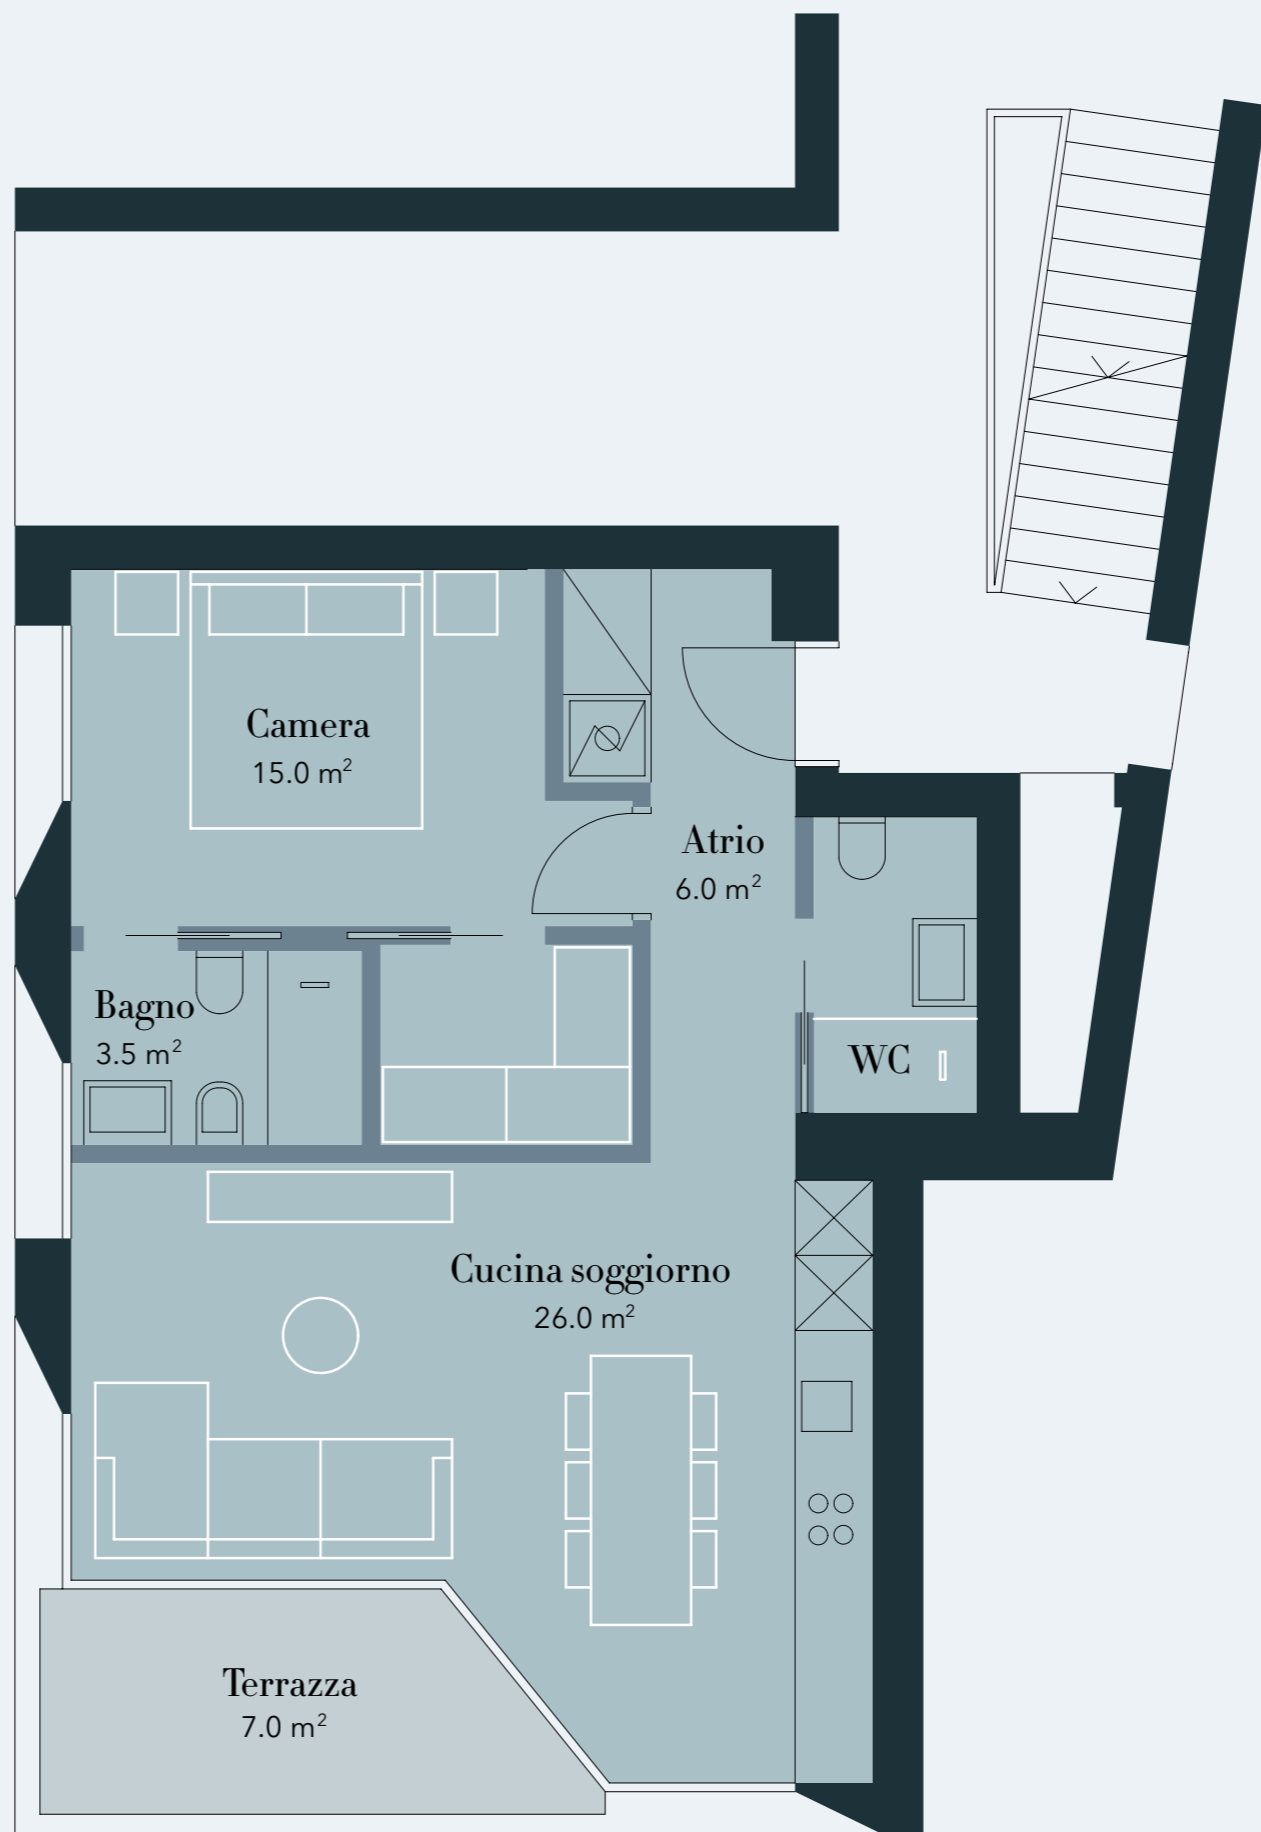 Camera
15.0 m²
Atrio
6.0 m²
Bagno
3.5 m²
WC
Cucina soggiorno
26.0 m²
Terrazza
7.0 m²